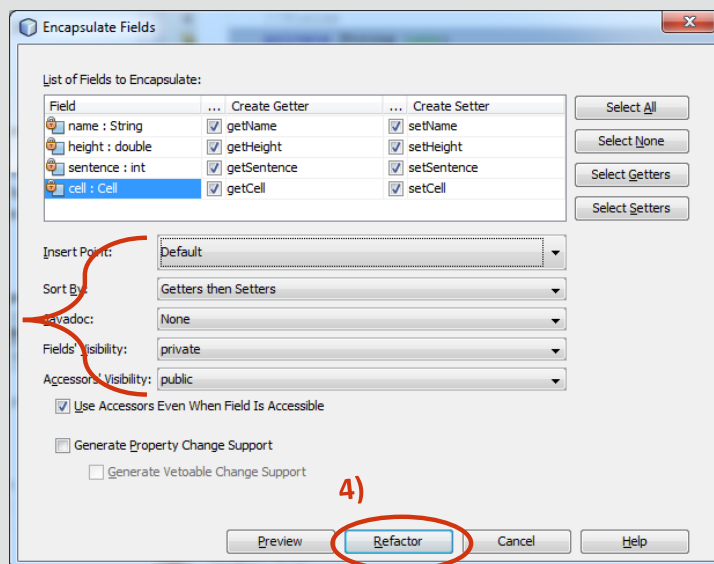 Encapsulate Fields
List of Fields to Encapsulate:
Field ... Create Getter ... Create Setter
name : String getName setName
height : double getHeight setHeight
sentence : int getSentence setSentence
cell : Cell getCell setCell
Select All
Select None
Select Getters
Select Setters
Insert Point: Default
Sort By: Getters then Setters
Javadoc: None
Fields' Visibility: private
Accessors' Visibility: public
Use Accessors Even When Field Is Accessible
Generate Property Change Support
Generate Vetoable Change Support
4)
Preview Refactor Cancel Help